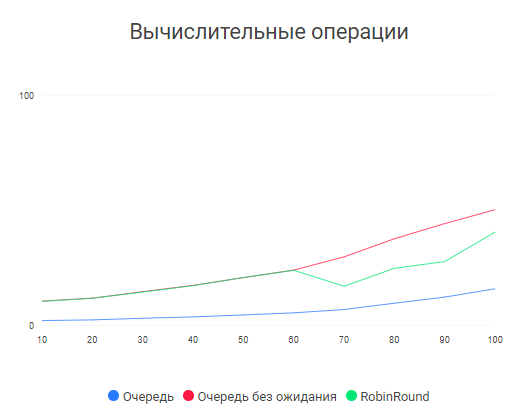 Вычислительные операции
100
0
10 20 30 40 50 60 70 80 90 100
Очередь Очередь без ожидания RobinRound